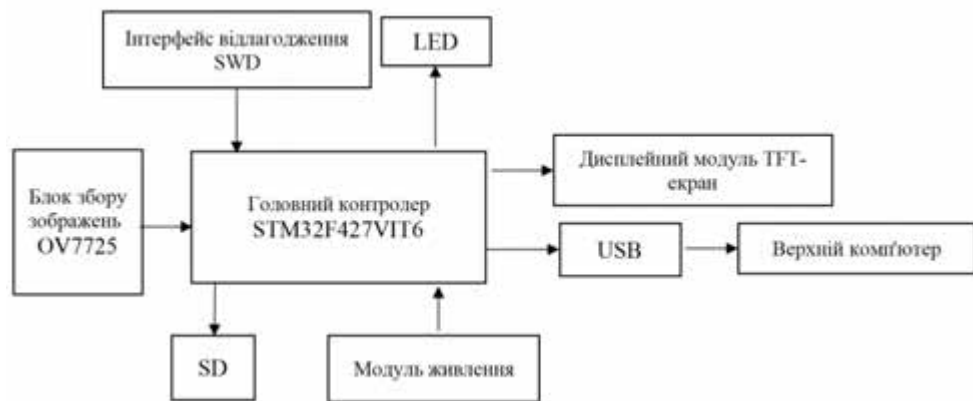 Інтерфейс відлагодження
SWD
LED
Дисплейний модуль TFT-
екран
Блок збору
зображень
OV7725
Головний контролер
STM32F427VIT6
USB
Верхній комп'ютер
SD
Модуль живлення